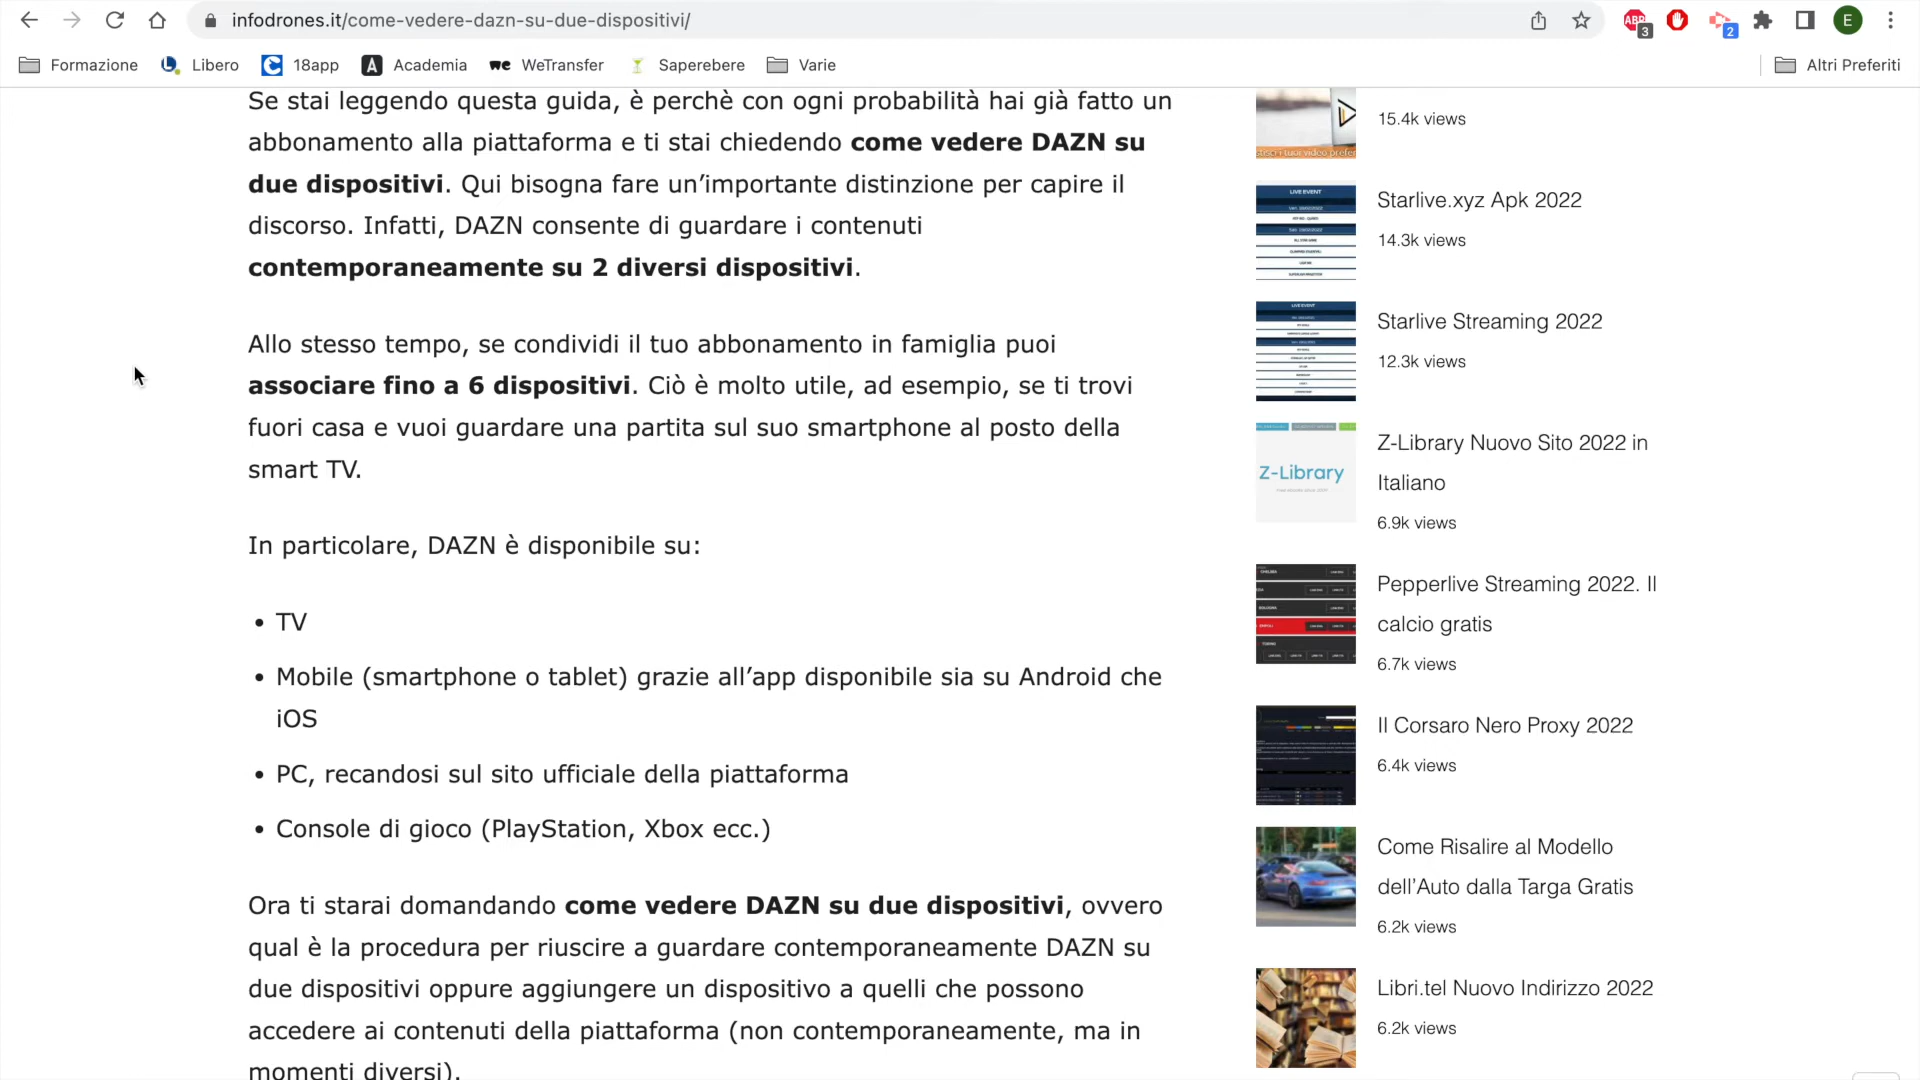 infodrones.it/come-vedere-dazn-su-due-dispositivi/
ABP
3
2
E
Formazione
Libero
18app
A
Academia
we
WeTransfer
Saperebere
Varie
Altri Preferiti
Se stai leggendo questa guida, è perchè con ogni probabilità hai già fatto un
abbonamento alla piattaforma e ti stai chiedendo come vedere DAZN su
due dispositivi. Qui bisogna fare un’importante distinzione per capire il
discorso. Infatti, DAZN consente di guardare i contenuti
contemporaneamente su 2 diversi dispositivi.
Allo stesso tempo, se condividi il tuo abbonamento in famiglia puoi
associare fino a 6 dispositivi. Ciò è molto utile, ad esempio, se ti trovi
fuori casa e vuoi guardare una partita sul suo smartphone al posto della
smart TV.
In particolare, DAZN è disponibile su:
• TV
• Mobile (smartphone o tablet) grazie all’app disponibile sia su Android che
iOS
• PC, recandosi sul sito ufficiale della piattaforma
• Console di gioco (PlayStation, Xbox ecc.)
Ora ti starai domandando come vedere DAZN su due dispositivi, ovvero
qual è la procedura per riuscire a guardare contemporaneamente DAZN su
due dispositivi oppure aggiungere un dispositivo a quelli che possono
accedere ai contenuti della piattaforma (non contemporaneamente, ma in
momenti diversi).
15.4k views
LIVE EVENT
Starlive.xyz Apk 2022
14.3k views
LIVE EVENT
Starlive Streaming 2022
12.3k views
Z-Library
Z-Library Nuovo Sito 2022 in
Italiano
6.9k views
Pepperlive Streaming 2022. Il
calcio gratis
6.7k views
Il Corsaro Nero Proxy 2022
6.4k views
Come Risalire al Modello
dell’Auto dalla Targa Gratis
6.2k views
Libri.tel Nuovo Indirizzo 2022
6.2k views